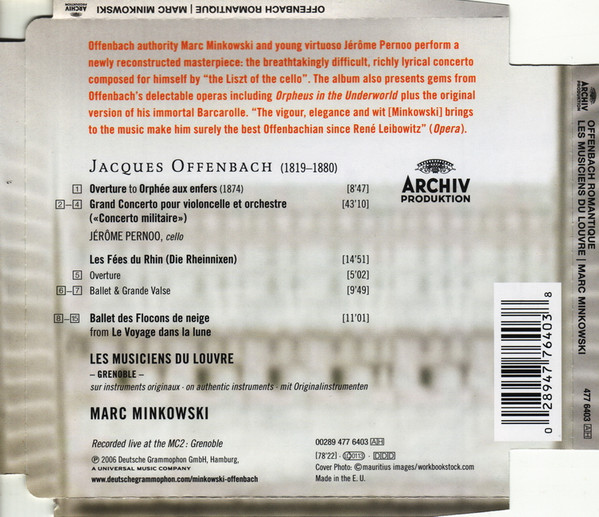 OFFENBACH ROMANTIQUE | MARC MINKOWSKI
Offenbach authority Marc Minkowski and young virtuoso Jérôme Pernoo perform a
newly reconstructed masterpiece: the breathtakingly difficult, richly lyrical concerto
composed for himself by “the Liszt of the cello”. The album also presents gems from
Offenbach’s delectable operas including Orpheus in the Underworld plus the original
version of his immortal Barcarolle. “The vigour, elegance and wit [Minkowski] brings
to the music make him surely the best Offenbachian since René Leibowitz” (Opera).
JACQUES OFFENBACH (1819–1880)
1 Overture to Orphée aux enfers (1874) [8'47]
2–4 Grand Concerto pour violoncelle et orchestre [43'10]
(«Concerto militaire»)
JÉRÔME PERNOO, cello
Les Fées du Rhin (Die Rheinnixen) [14'51]
5 Overture [5'02]
6–7 Ballet & Grande Valse [9'49]
8–15 Ballet des Flocons de neige [11'01]
from Le Voyage dans la lune
LES MUSICIENS DU LOUVRE
– GRENOBLE –
sur instruments originaux · on authentic instruments · mit Originalinstrumenten
MARC MINKOWSKI
Recorded live at the MC2: Grenoble
℗ 2006 Deutsche Grammophon GmbH, Hamburg,
A UNIVERSAL MUSIC COMPANY
www.deutschegrammophon.com/minkowski-offenbach
ARCHIV
PRODUKTION
00289 477 6403 AH
[78'22] · LC 0113 · DDD
Cover Photo: © mauritius images/workbookstock.com
Made in the E. U.
0 28947 76403 8
ARCHIV
PRODUKTION
OFFENBACH ROMANTIQUE
LES MUSICIENS DU LOUVRE | MARC MINKOWSKI
477 6403 AH